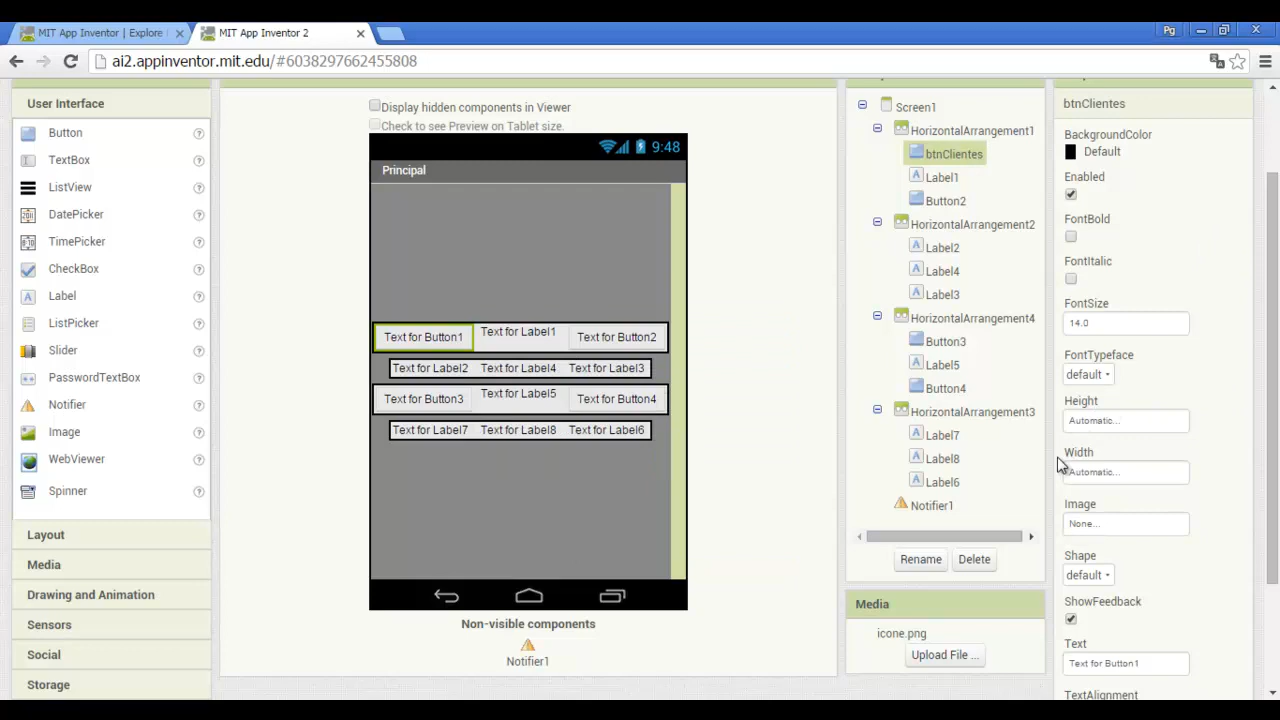 MIT App Inventor | Explore
MIT App Inventor 2
Pg
ai2.appinventor.mit.edu/#6038297662455808
User Interface
Button
TextBox
ListView
DatePicker
TimePicker
CheckBox
Label
ListPicker
Slider
PasswordTextBox
Notifier
Image
WebViewer
Spinner
Layout
Media
Drawing and Animation
Sensors
Social
Storage
Display hidden components in Viewer
Check to see Preview on Tablet size.
9:48
Principal
Text for Button1 Text for Label1 Text for Button2
Text for Label2 Text for Label4 Text for Label3
Text for Button3 Text for Label5 Text for Button4
Text for Label7 Text for Label8 Text for Label6
Non-visible components
Notifier1
Screen1
HorizontalArrangement1
btnClientes
Label1
Button2
HorizontalArrangement2
Label2
Label4
Label3
HorizontalArrangement4
Button3
Label5
Button4
HorizontalArrangement3
Label7
Label8
Label6
Notifier1
Rename Delete
Media
icone.png
Upload File ...
btnClientes
BackgroundColor
Default
Enabled
FontBold
FontItalic
FontSize
14.0
FontTypeface
default
Height
Automatic...
Width
Automatic...
Image
None...
Shape
default
ShowFeedback
Text
Text for Button1
TextAlignment